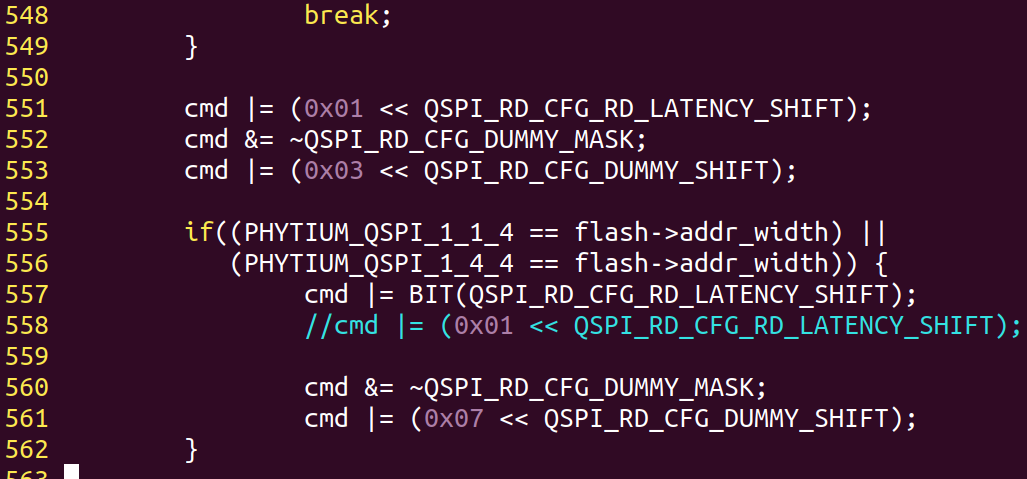 548                 break;
549         }
550
551         cmd |= (0x01 << QSPI_RD_CFG_RD_LATENCY_SHIFT);
552         cmd &= ~QSPI_RD_CFG_DUMMY_MASK;
553         cmd |= (0x03 << QSPI_RD_CFG_DUMMY_SHIFT);
554
555         if((PHYTIUM_QSPI_1_1_4 == flash->addr_width) ||
556            (PHYTIUM_QSPI_1_4_4 == flash->addr_width)) {
557                 cmd |= BIT(QSPI_RD_CFG_RD_LATENCY_SHIFT);
558                 //cmd |= (0x01 << QSPI_RD_CFG_RD_LATENCY_SHIFT);
559
560                 cmd &= ~QSPI_RD_CFG_DUMMY_MASK;
561                 cmd |= (0x07 << QSPI_RD_CFG_DUMMY_SHIFT);
562         }
563